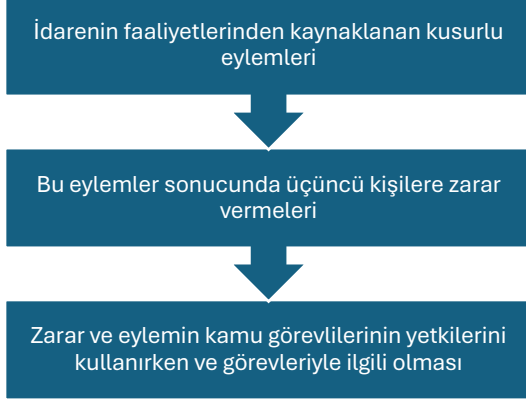 İdarenin faaliyetlerinden kaynaklanan kusurlu
eylemleri
Bu eylemler sonucunda üçüncü kişilere zarar
vermeleri
Zarar ve eylemin kamu görevlilerinin yetkilerini
kullanırken ve görevleriyle ilgili olması